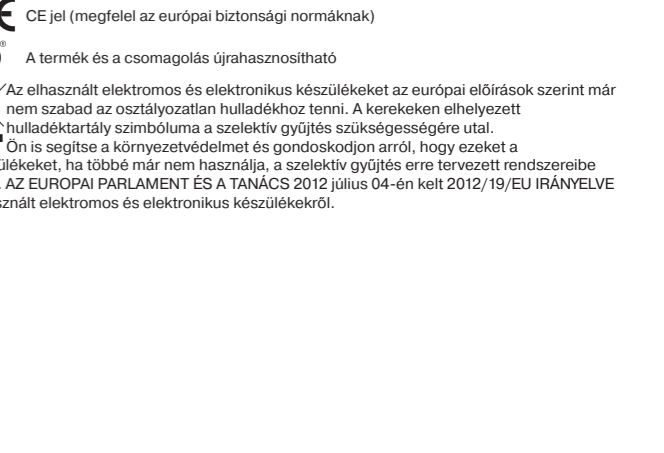 CE jel (megfelel az európai biztonsági normáknak)
®
A termék és a csomagolás újrahasznosítható
Az elhasznált elektromos és elektronikus készülékeket az európai előírások szerint már
nem szabad az osztályozatlan hulladékhoz tenni. A kerekeken elhelyezett
hulladéktartály szimbóluma a szelektív gyűjtés szükségességére utal.
Ön is segítse a környezetvédelmet és gondoskodjon arról, hogy ezeket a
ülékeket, ha többé már nem használja, a szelektív gyűjtés erre tervezett rendszereibe
. AZ EUROPAI PARLAMENT ÉS A TANÁCS 2012 július 04-én kelt 2012/19/EU IRÁNYELVE
sznált elektromos és elektronikus készülékekről.